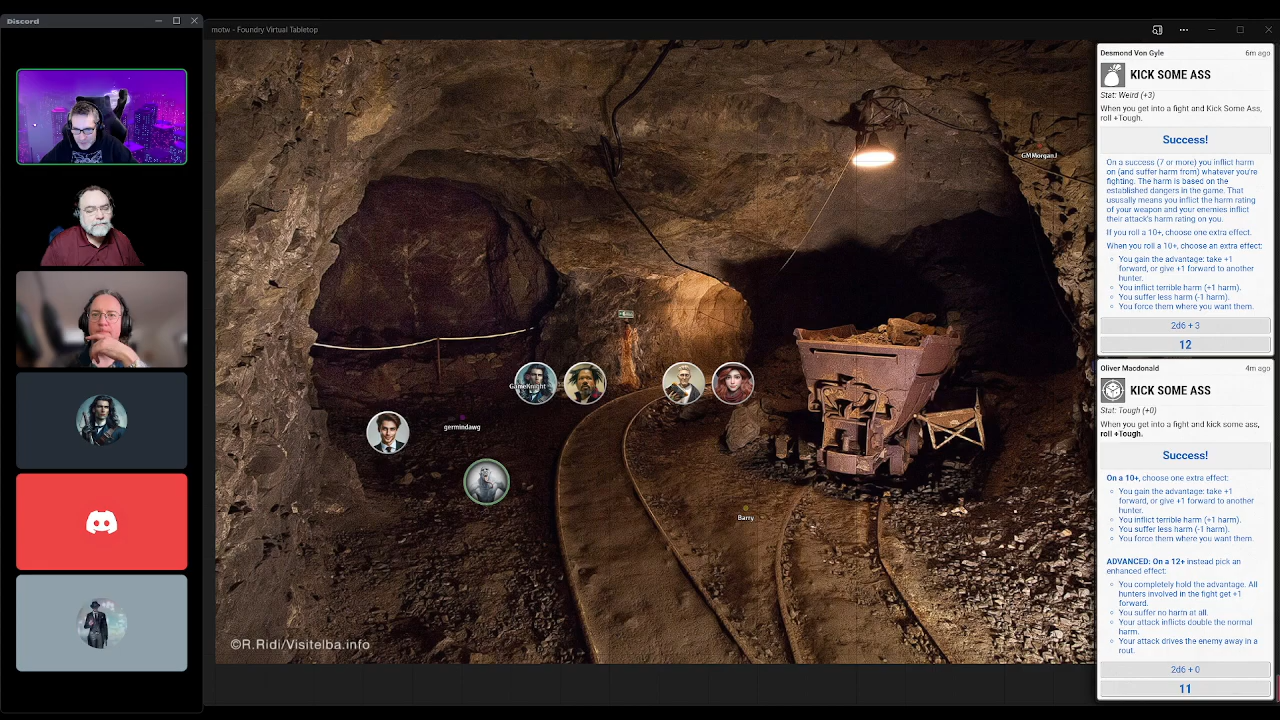 Discord
motw - Foundry Virtual Tabletop
GMMorganJ
GameKnight
germindawg
Barry
©R.Ridi/Visitelba.info
Desmond Von Gyle 6m ago
KICK SOME ASS
Stat: Weird (+3)
When you get into a fight and Kick Some Ass,
roll +Tough.
Success!
On a success (7 or more) you inflict harm
on (and suffer harm from) whatever you're
fighting. The harm is based on the
established dangers in the game. That
ususally means you inflict the harm rating
of your weapon and your enemies inflict
their attack's harm rating on you.
If you roll a 10+, choose one extra effect.
When you roll a 10+, choose an extra effect:
You gain the advantage: take +1
forward, or give +1 forward to another
hunter.
You inflict terrible harm (+1 harm).
You suffer less harm (-1 harm).
You force them where you want them.
2d6 + 3
12
Oliver Macdonald 4m ago
KICK SOME ASS
Stat: Tough (+0)
When you get into a fight and kick some ass,
roll +Tough.
Success!
On a 10+, choose one extra effect:
You gain the advantage: take +1
forward, or give +1 forward to another
hunter.
You inflict terrible harm (+1 harm).
You suffer less harm (-1 harm).
You force them where you want them.
ADVANCED: On a 12+ instead pick an
enhanced effect:
You completely hold the advantage. All
hunters involved in the fight get +1
forward.
You suffer no harm at all.
Your attack inflicts double the normal
harm.
Your attack drives the enemy away in a
rout.
2d6 + 0
11